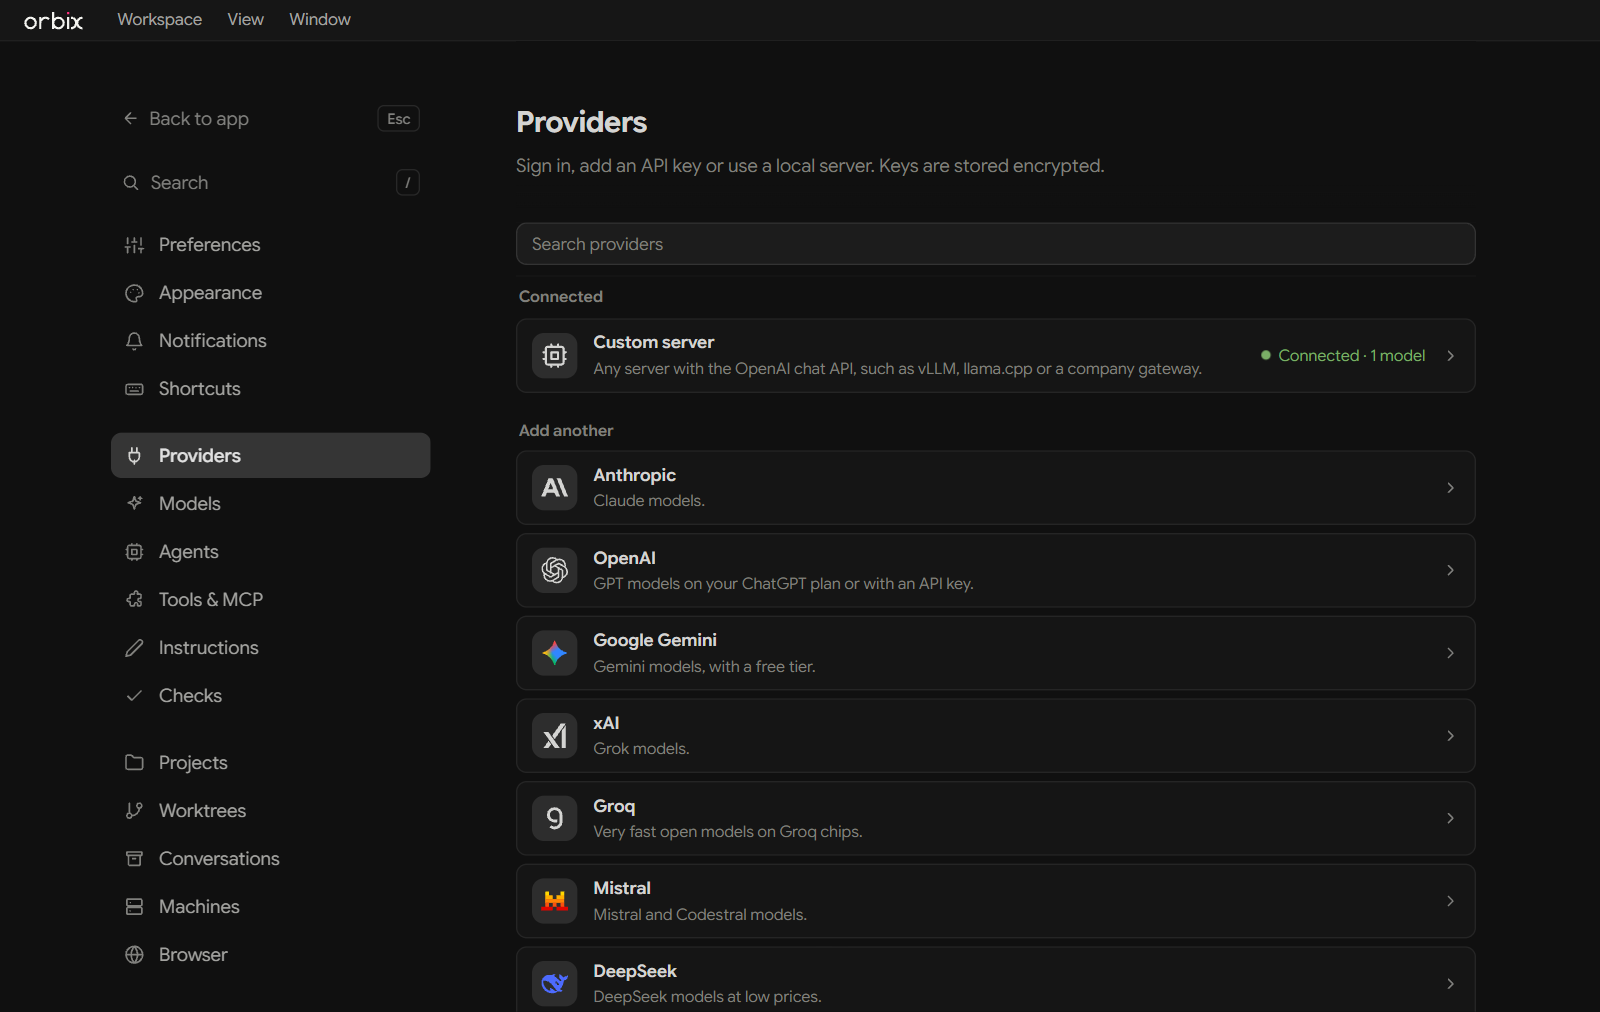 orbix
Workspace
View
Window
Back to app
Esc
Search
/
Preferences
Appearance
Notifications
Shortcuts
Providers
Models
Agents
Tools & MCP
Instructions
Checks
Projects
Worktrees
Conversations
Machines
Browser
Providers
Sign in, add an API key or use a local server. Keys are stored encrypted.
Search providers
Connected
Custom server
Any server with the OpenAI chat API, such as vLLM, llama.cpp or a company gateway.
Connected · 1 model
Add another
Anthropic
Claude models.
OpenAI
GPT models on your ChatGPT plan or with an API key.
Google Gemini
Gemini models, with a free tier.
xAI
Grok models.
Groq
Very fast open models on Groq chips.
Mistral
Mistral and Codestral models.
DeepSeek
DeepSeek models at low prices.